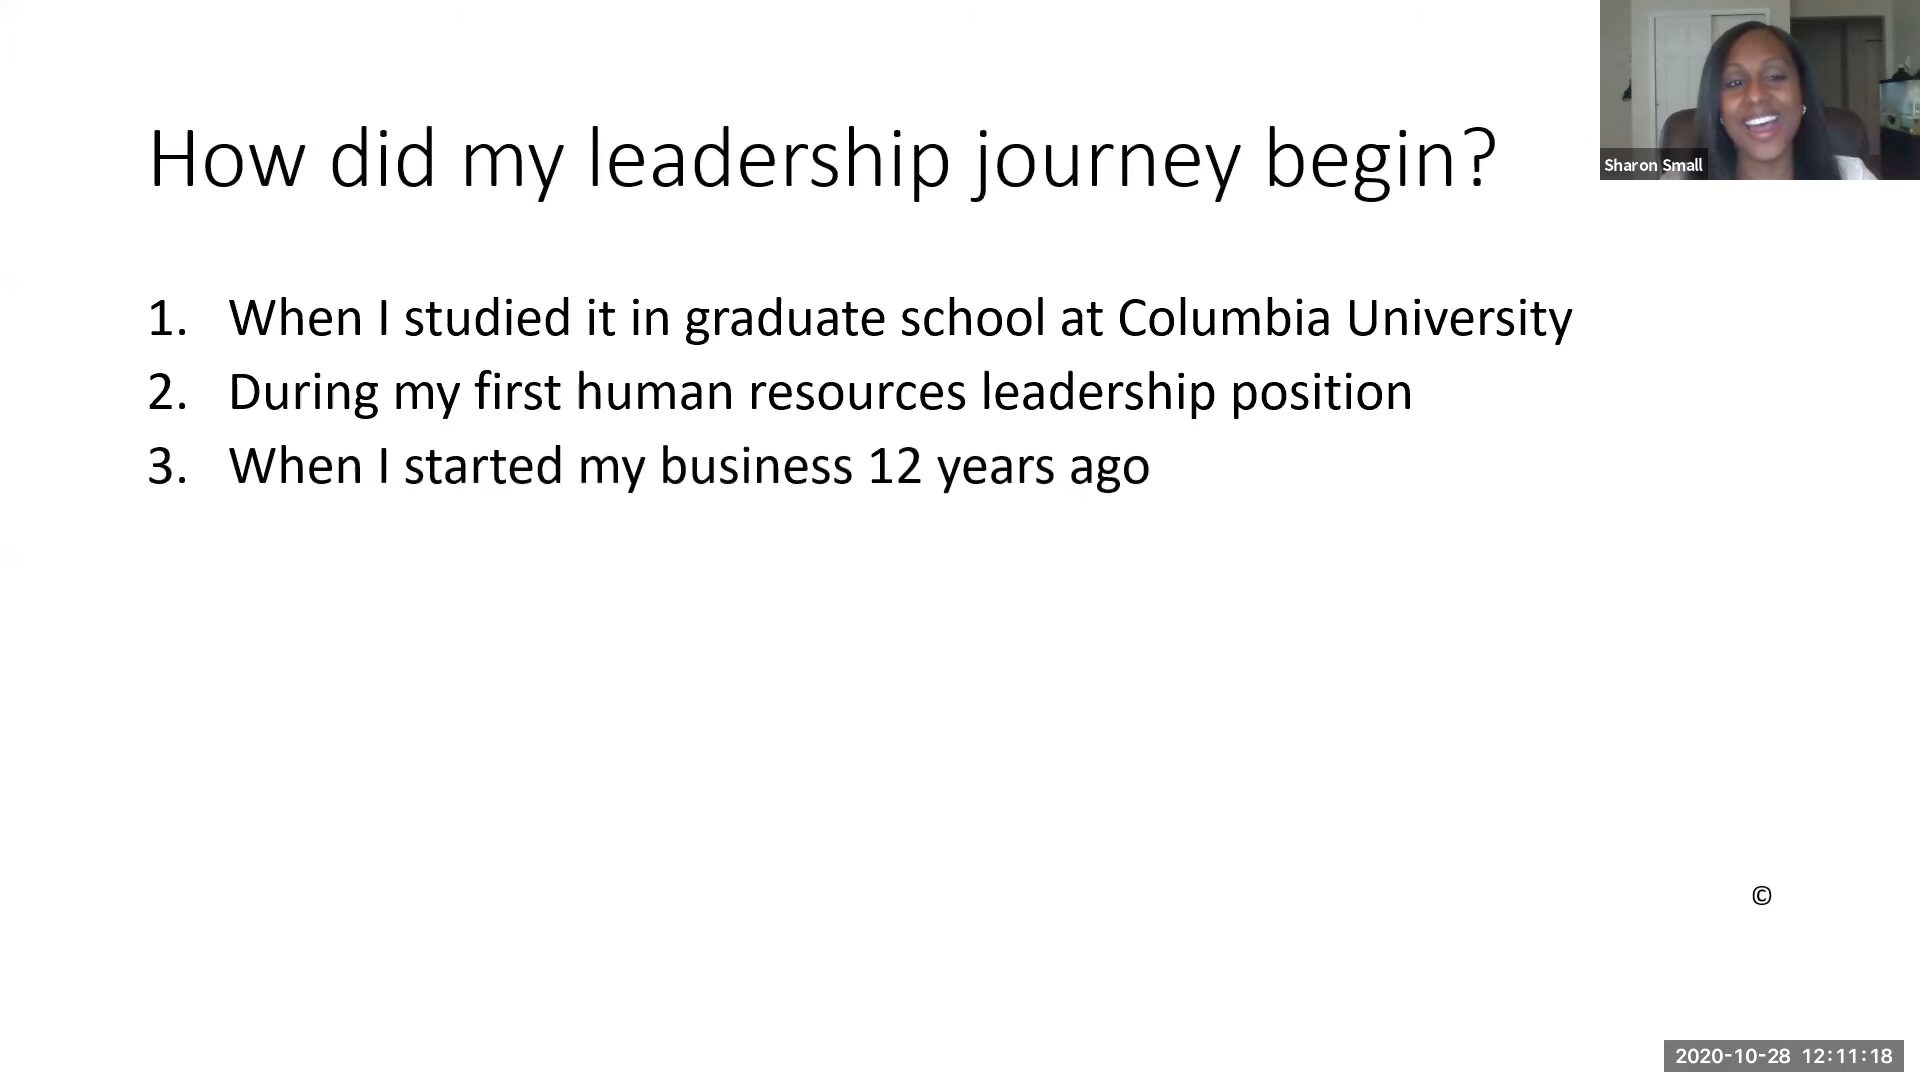 How did my leadership journey begin?
Sharon Small
1. When I studied it in graduate school at Columbia University
2. During my first human resources leadership position
3. When I started my business 12 years ago
©
2020-10-28 12:11:18